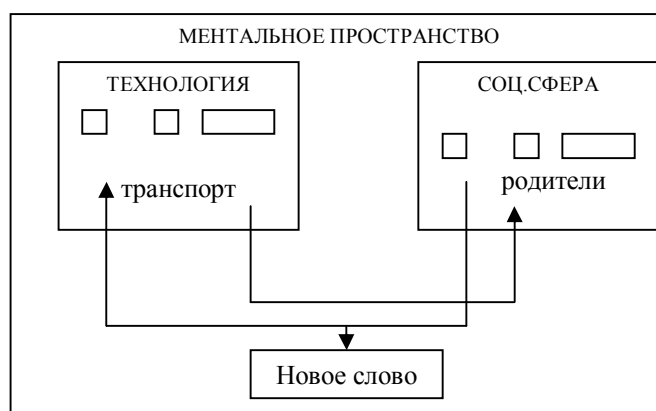 МЕНТАЛЬНОЕ ПРОСТРАНСТВО
ТЕХНОЛОГИЯ
СОЦ.СФЕРА
транспорт
родители
Новое слово